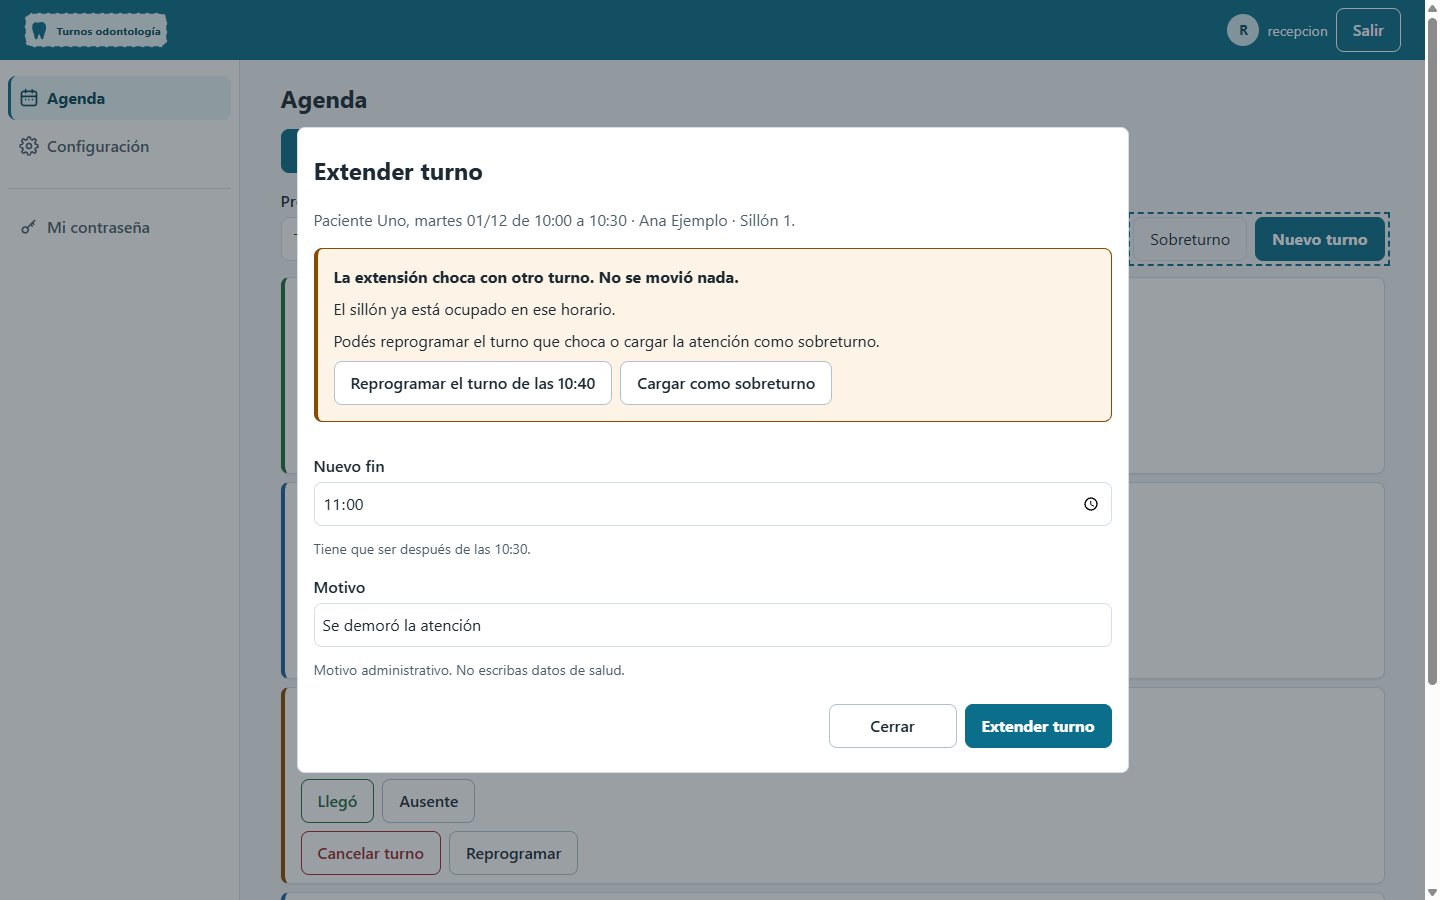 Turnos odontología
R
recepcion
Salir
Agenda
Configuración
Mi contraseña
Agenda
Sobreturno
Nuevo turno
Extender turno
Paciente Uno, martes 01/12 de 10:00 a 10:30 · Ana Ejemplo · Sillón 1.
La extensión choca con otro turno. No se movió nada.
El sillón ya está ocupado en ese horario.
Podés reprogramar el turno que choca o cargar la atención como sobreturno.
Reprogramar el turno de las 10:40
Cargar como sobreturno
Nuevo fin
11:00
Tiene que ser después de las 10:30.
Motivo
Se demoró la atención
Motivo administrativo. No escribas datos de salud.
Cerrar
Extender turno
Llegó
Ausente
Cancelar turno
Reprogramar